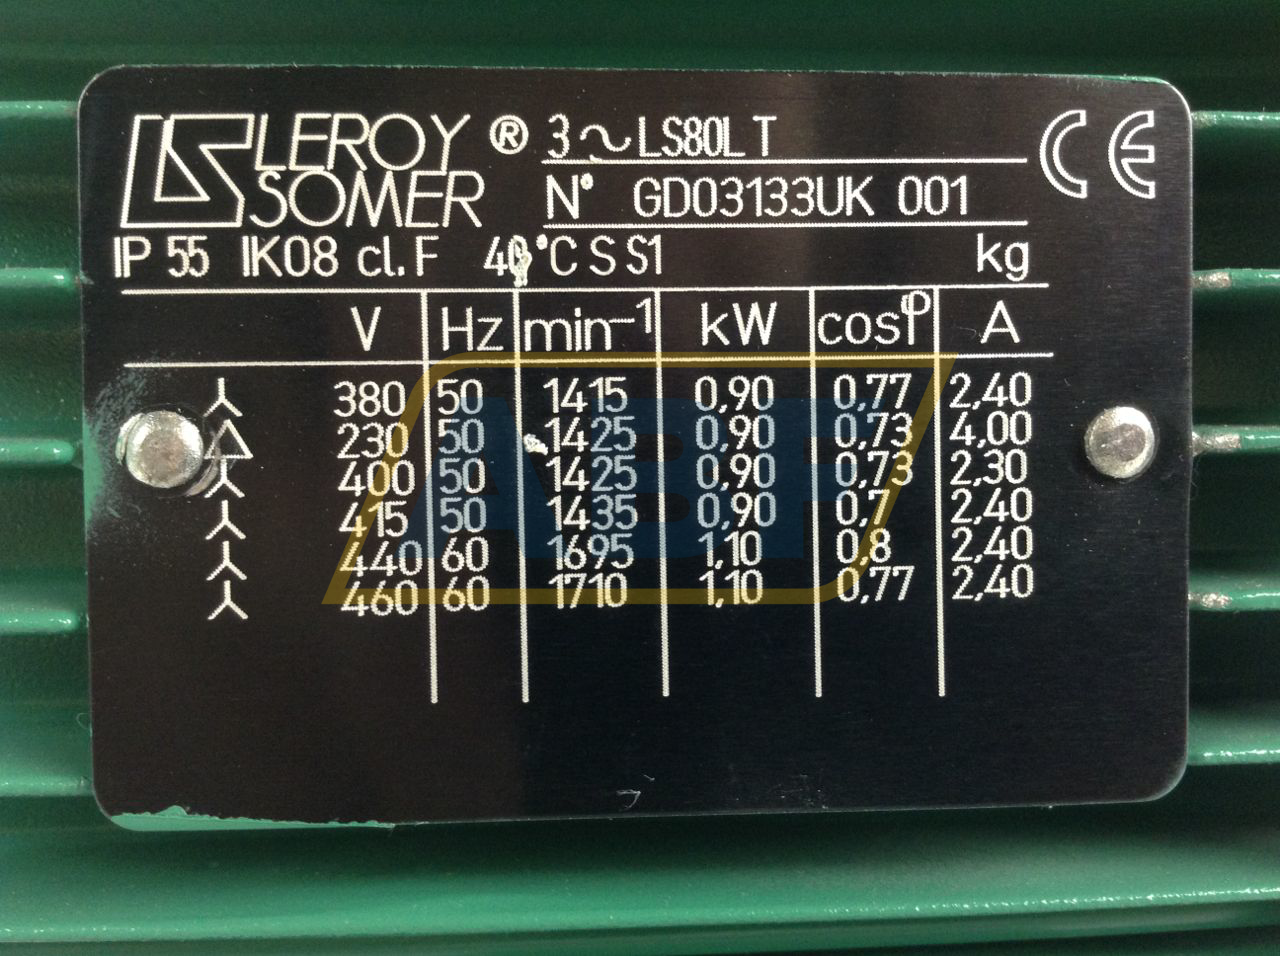 LEROY SOMER ® 3~LS80L T
N° GD03133UK 001
CE
IP 55 IK08 cl.F 40°C S S1 kg
V Hz min-1 kW cosφ A
380 50 1415 0,90 0,77 2,40
230 50 1425 0,90 0,73 4,00
400 50 1425 0,90 0,73 2,30
415 50 1435 0,90 0,7 2,40
440 60 1695 1,10 0,8 2,40
460 60 1710 1,10 0,77 2,40
ABF